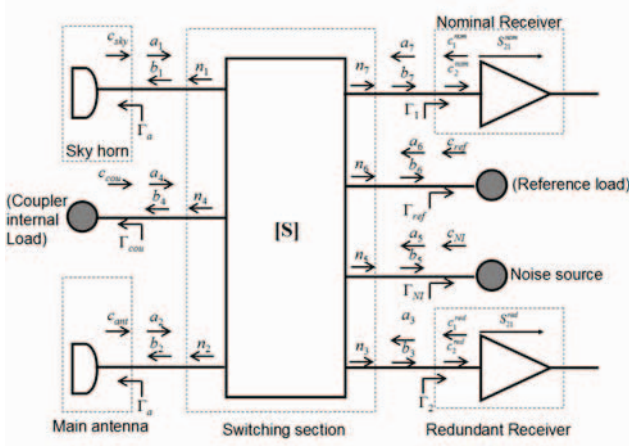 Nominal Receiver
c_sky a_1
b_1 n_1
Γ_a
Sky horn
a_7 c_1^nom S_21^nom
n_7 b_7 c_2^nom
Γ_1
(Coupler
internal
Load)
c_cou a_4
b_4 n_4
Γ_cou
[S]
a_6 c_ref
n_6 b_6
Γ_ref
(Reference load)
a_5 c_NI
n_5 b_5
Γ_NI
Noise source
c_ant a_2
b_2 n_2
Γ_a
Main antenna
a_3 c_1^red S_21^red
n_3 b_3 c_2^red
Γ_2
Switching section
Redundant Receiver